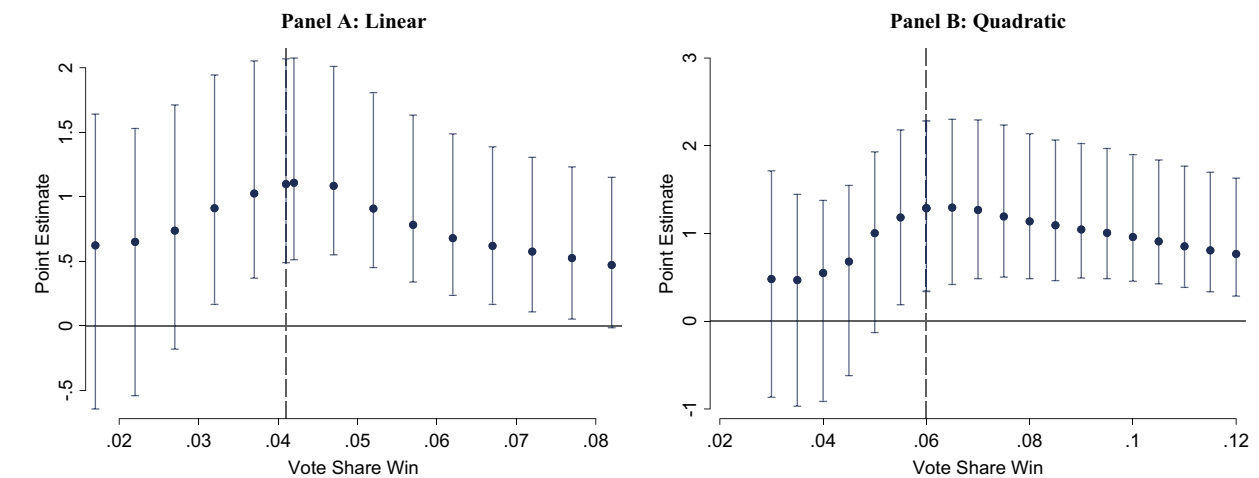 Panel A: Linear
Point Estimate
2
1.5
1
.5
0
-.5
.02 .03 .04 .05 .06 .07 .08
Vote Share Win
Panel B: Quadratic
Point Estimate
3
2
1
0
-1
.02 .04 .06 .08 .1 .12
Vote Share Win